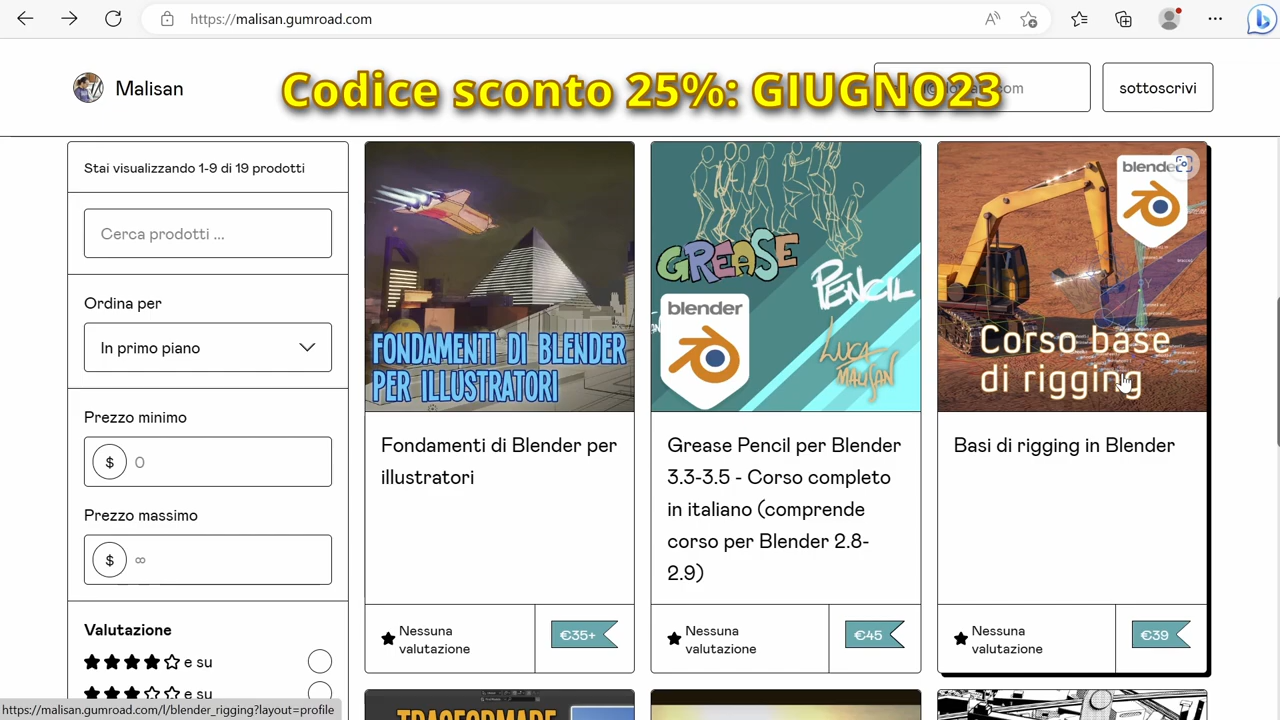 https://malisan.gumroad.com
Malisan
Codice sconto 25%: GIUGNO23
sottoscrivi
Stai visualizzando 1-9 di 19 prodotti
Cerca prodotti ...
Ordina per
In primo piano
Prezzo minimo
$ 0
Prezzo massimo
$ ∞
Valutazione
e su
e su
FONDAMENTI DI BLENDER
PER ILLUSTRATORI
Fondamenti di Blender per
illustratori
Nessuna
valutazione
€35+
GREASE
PENCIL
blender
LUCA
MALISAN
Grease Pencil per Blender
3.3-3.5 - Corso completo
in italiano (comprende
corso per Blender 2.8-
2.9)
Nessuna
valutazione
€45
blender
Corso base
di rigging
Basi di rigging in Blender
Nessuna
valutazione
€39
TRASFORMARE
https://malisan.gumroad.com/l/blender_rigging?layout=profile